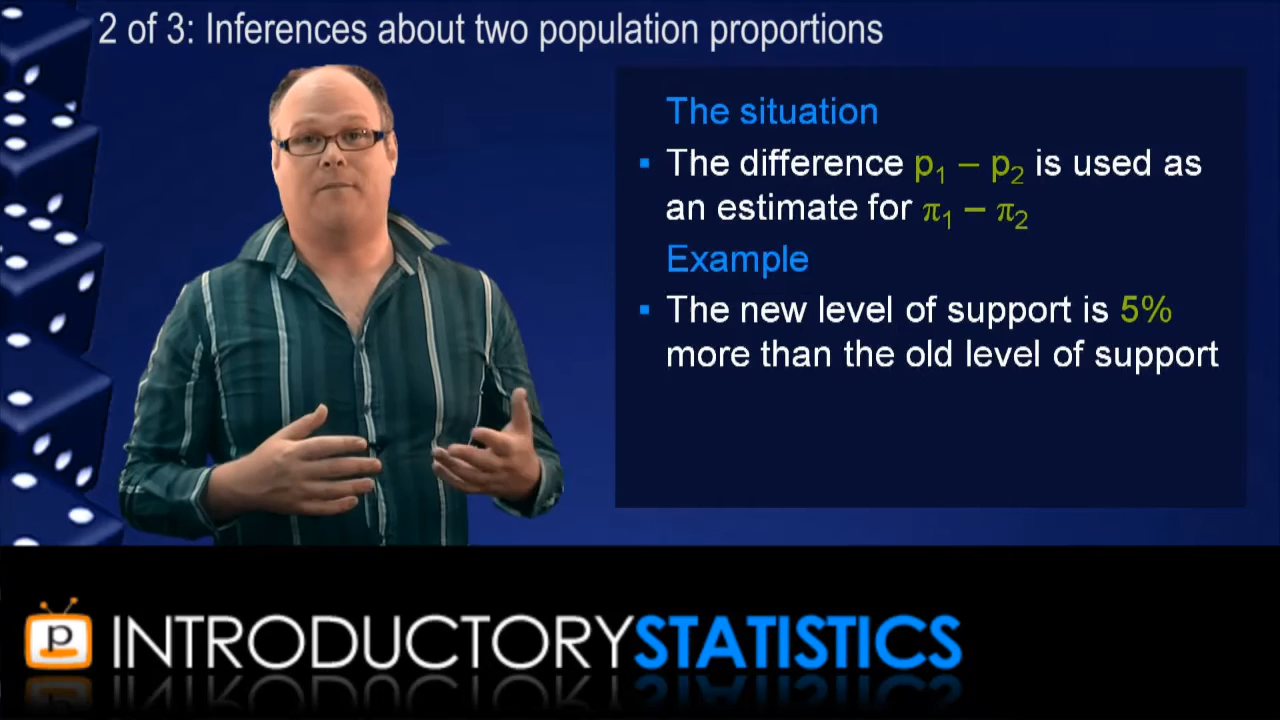 2 of 3: Inferences about two population proportions
The situation
▪ The difference p₁ – p₂ is used as
an estimate for π₁ – π₂
Example
▪ The new level of support is 5%
more than the old level of support
p INTRODUCTORYSTATISTICS